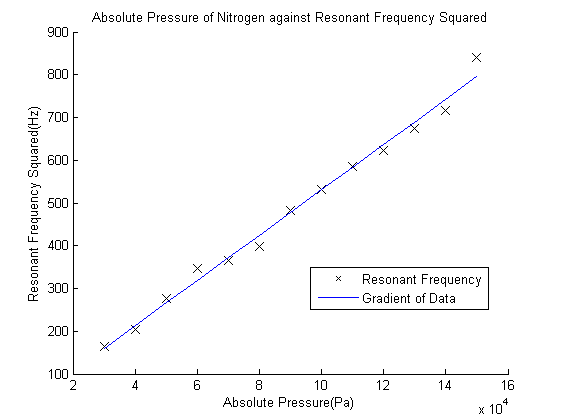 Absolute Pressure of Nitrogen against Resonant Frequency Squared
900
800
700
600
500
400
300
200
100
Resonant Frequency Squared(Hz)
Resonant Frequency
Gradient of Data
2 4 6 8 10 12 14 16
Absolute Pressure(Pa)
x 10^4